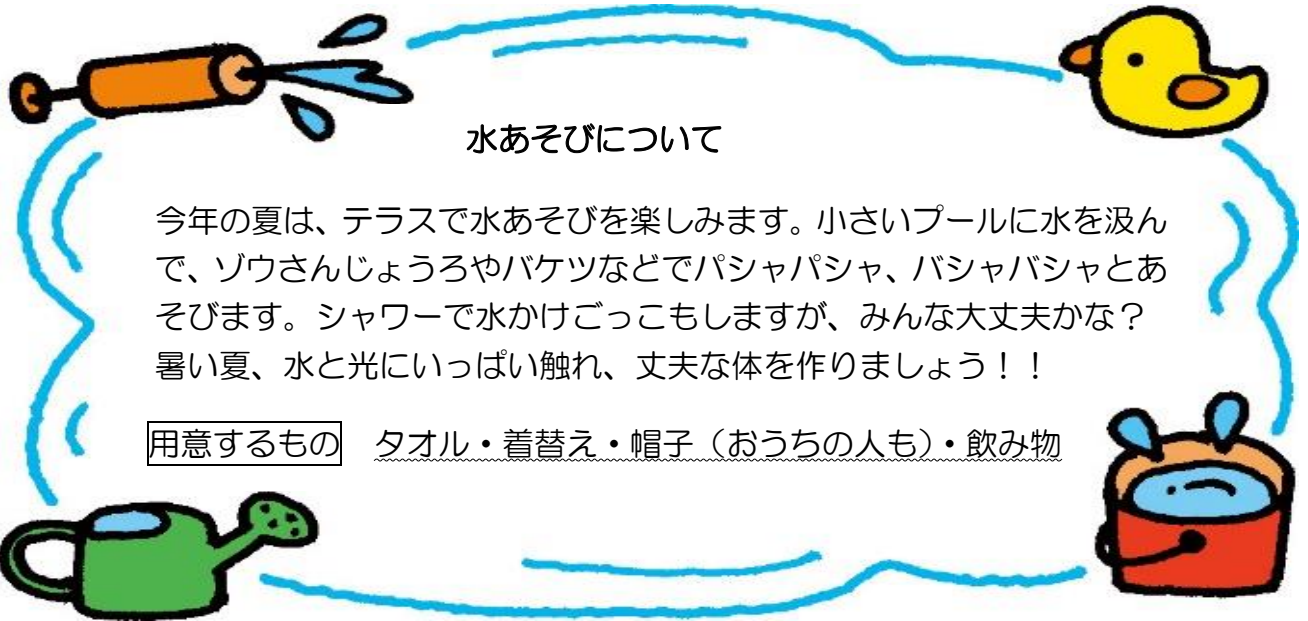 水あそびについて
今年の夏は、テラスで水あそびを楽しみます。小さいプールに水を汲ん
で、ゾウさんじょうろやバケツなどでパシャパシャ、バシャバシャとあ
そびます。シャワーで水かけごっこもしますが、みんな大丈夫かな？
暑い夏、水と光にいっぱい触れ、丈夫な体を作りましょう！！
用意するもの　タオル・着替え・帽子（おうちの人も）・飲み物